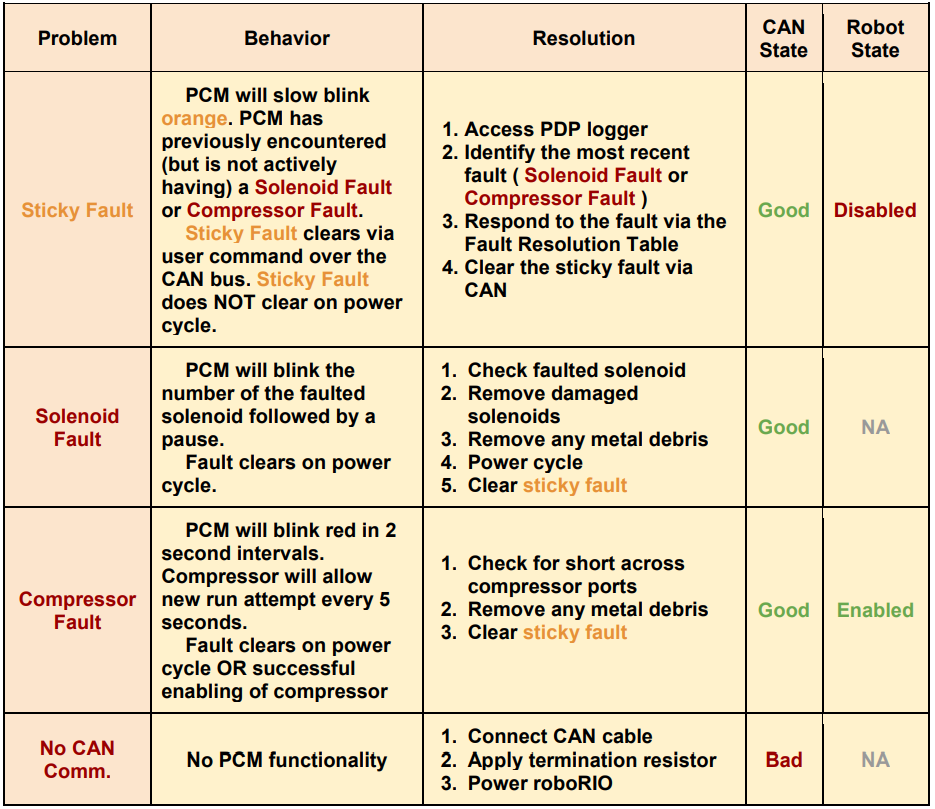 Problem
Behavior
Resolution
CAN
State
Robot
State
Sticky Fault
PCM will slow blink
orange. PCM has
previously encountered
(but is not actively
having) a Solenoid Fault
or Compressor Fault.
Sticky Fault clears via
user command over the
CAN bus. Sticky Fault
does NOT clear on power
cycle.
1. Access PDP logger
2. Identify the most recent
fault ( Solenoid Fault or
Compressor Fault )
3. Respond to the fault via the
Fault Resolution Table
4. Clear the sticky fault via
CAN
Good
Disabled
Solenoid
Fault
PCM will blink the
number of the faulted
solenoid followed by a
pause.
Fault clears on power
cycle.
1. Check faulted solenoid
2. Remove damaged
solenoids
3. Remove any metal debris
4. Power cycle
5. Clear sticky fault
Good
NA
Compressor
Fault
PCM will blink red in 2
second intervals.
Compressor will allow
new run attempt every 5
seconds.
Fault clears on power
cycle OR successful
enabling of compressor
1. Check for short across
compressor ports
2. Remove any metal debris
3. Clear sticky fault
Good
Enabled
No CAN
Comm.
No PCM functionality
1. Connect CAN cable
2. Apply termination resistor
3. Power roboRIO
Bad
NA